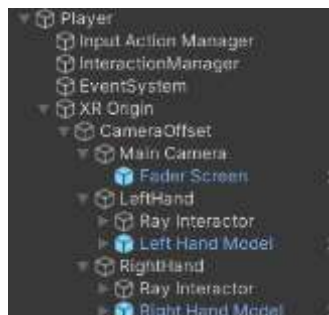 Player
Input Action Manager
InteractionManager
EventSystem
XR Origin
CameraOffset
Main Camera
Fader Screen
LeftHand
Ray Interactor
Left Hand Model
RightHand
Ray Interactor
Right Hand Model